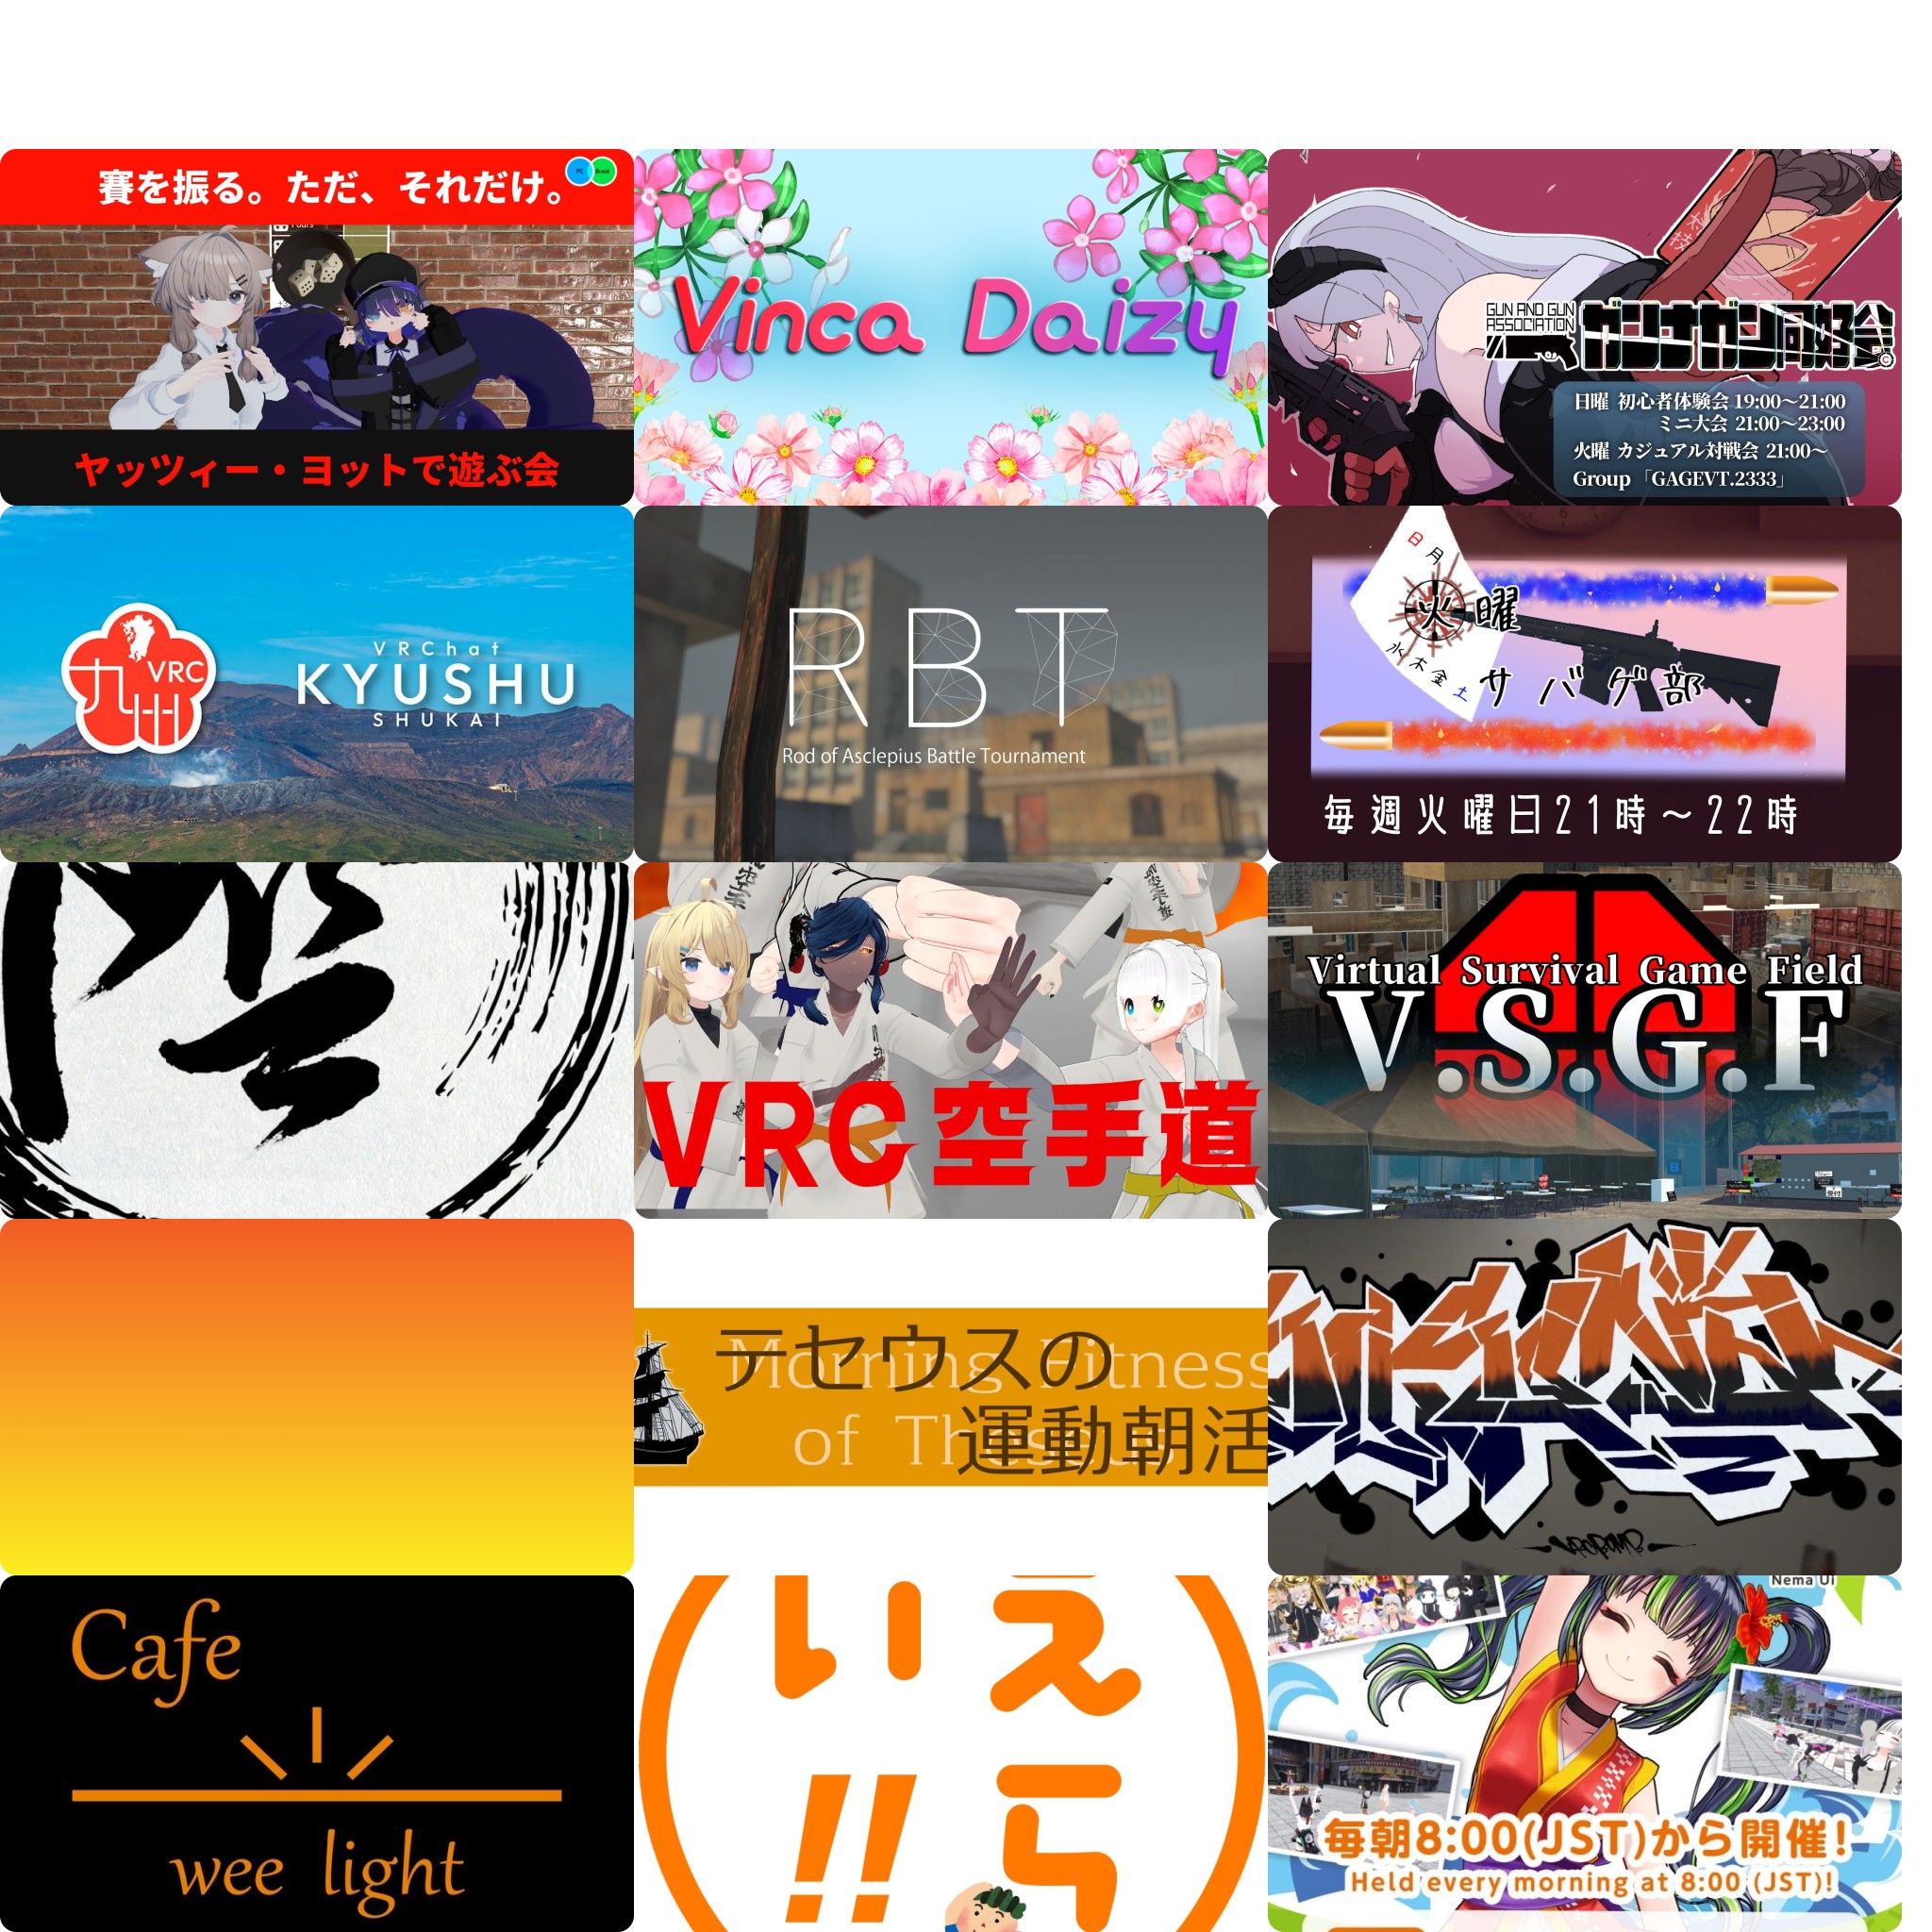 賽を振る。ただ、それだけ。
PC
Quest
ヤッツィー・ヨットで遊ぶ会
Vinca Daizy
GUN AND GUN
ASSOCIATION
ガンナガン同好会
日曜 初心者体験会 19:00～21:00
ミニ大会 21:00～23:00
火曜 カジュアル対戦会 21:00～
Group「GAGEVT.2333」
九州
VRC
VRChat
KYUSHU
SHUKAI
RBT
Rod of Asclepius Battle Tournament
日
月
火曜
水木金土
サバゲ部
毎週火曜日21時～22時
VRC空手道
Virtual Survival Game Field
V.S.G.F
テセウスの
Morning Fitness
運動朝活
of Theseus
Cafe
wee light
えら
い!!
Nema Ui
毎朝8:00(JST)から開催!
Held every morning at 8:00 (JST)!